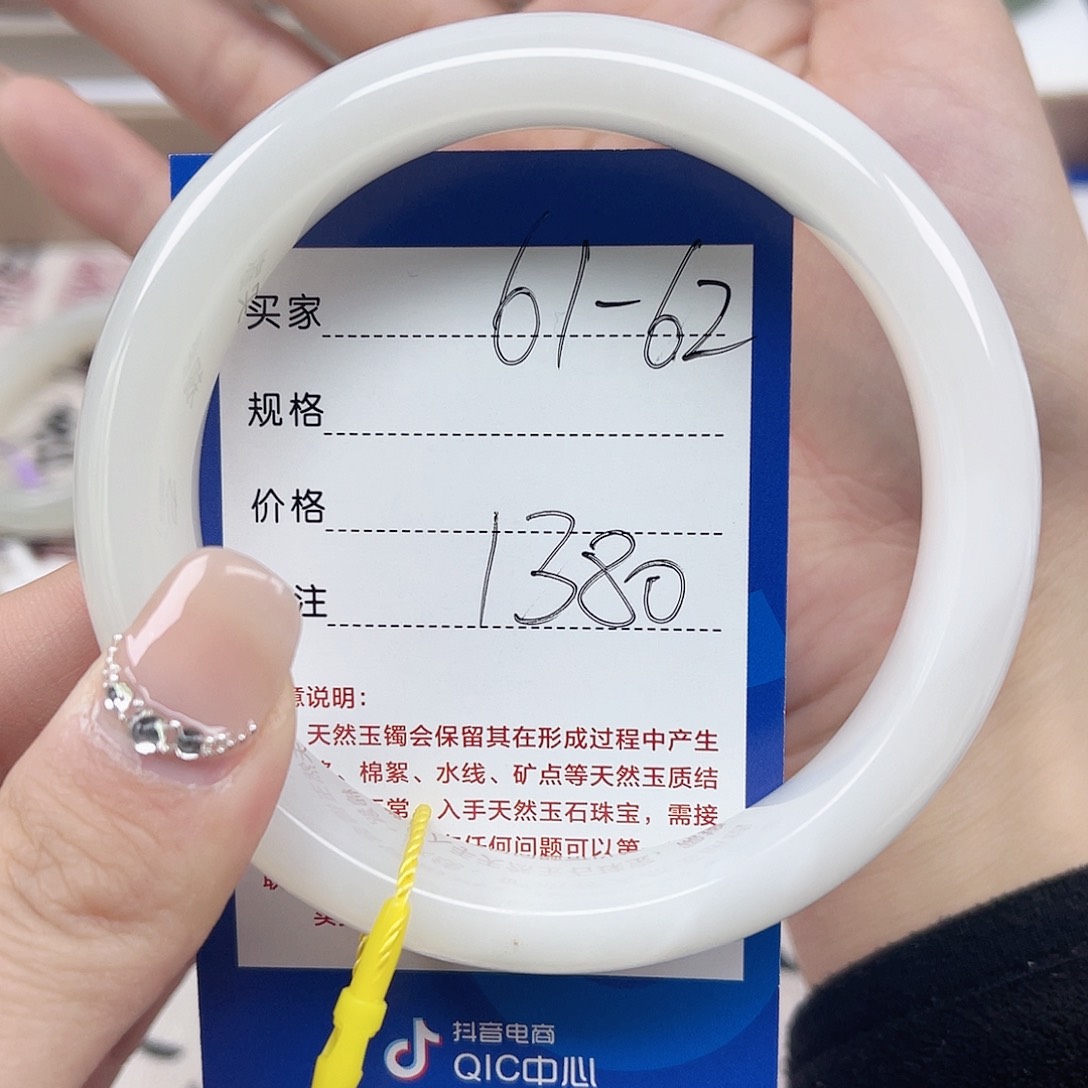 买家 61-62
规格
价格
注 1380
意说明：
天然玉镯会保留其在形成过程中产生
、棉絮、水线、矿点等天然玉质结
常。入手天然玉石珠宝，需接
任何问题可以第
抖音电商
QIC中心